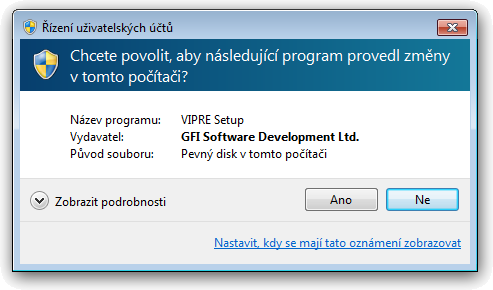 Řízení uživatelských účtů
Chcete povolit, aby následující program provedl změny
v tomto počítači?
Název programu: VIPRE Setup
Vydavatel: GFI Software Development Ltd.
Původ souboru: Pevný disk v tomto počítači
Zobrazit podrobnosti Ano Ne
Nastavit, kdy se mají tato oznámení zobrazovat